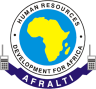 HUMAN RESOURCES
DEVELOPMENT FOR AFRICA
AFRALTI